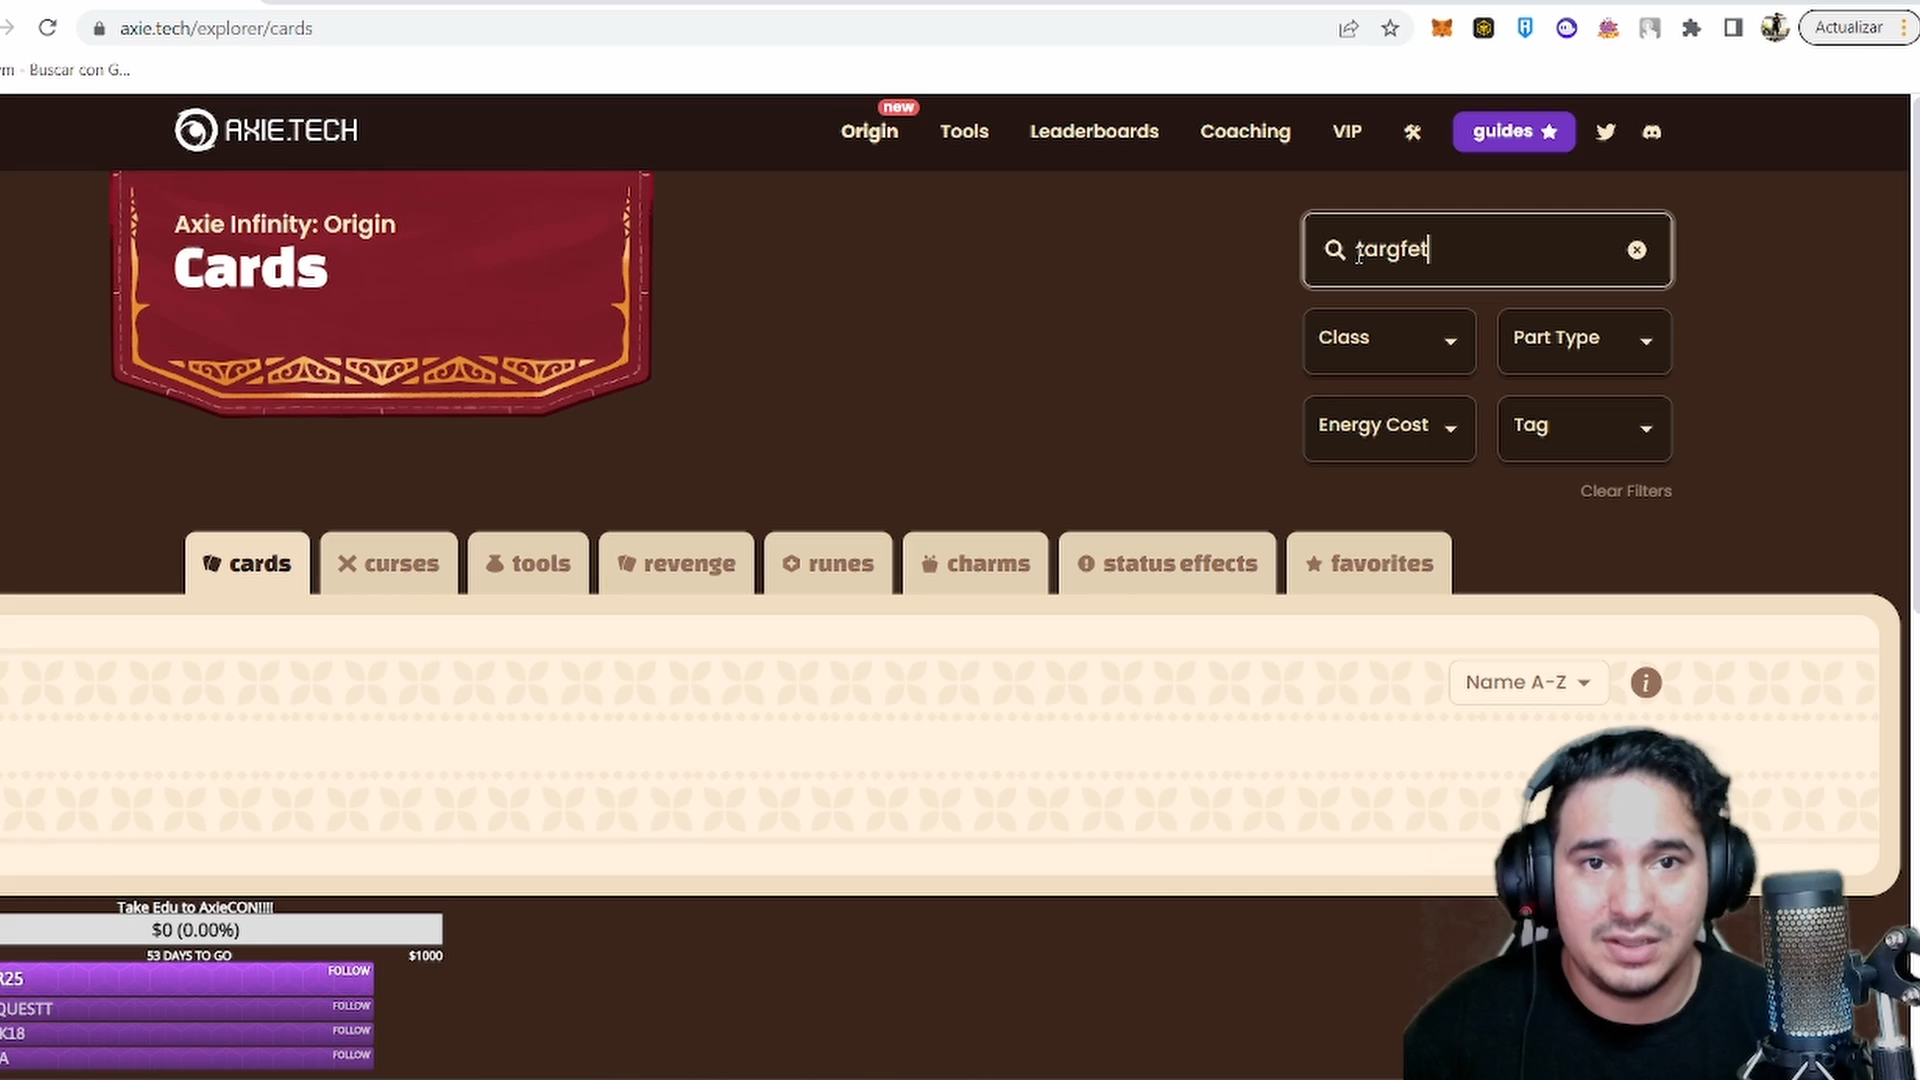 axie.tech/explorer/cards
Actualizar
ym - Buscar con G...
AXIE.TECH
new
Origin
Tools
Leaderboards
Coaching
VIP
guides
Axie Infinity: Origin
Cards
targfet
Class
Part Type
Energy Cost
Tag
Clear Filters
cards
curses
tools
revenge
runes
charms
status effects
favorites
Name A-Z
i
Take Edu to AxieCON!!!!
$0 (0.00%)
53 DAYS TO GO
$1000
R25
FOLLOW
QUESTT
FOLLOW
K18
FOLLOW
A
FOLLOW